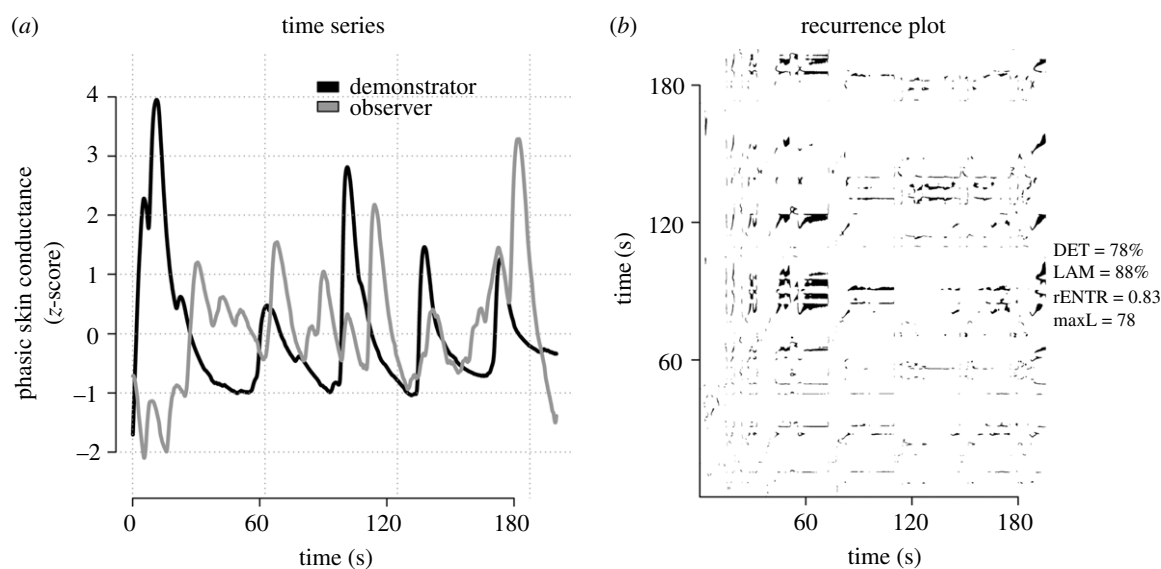 (a)
time series
demonstrator
observer
4
3
2
1
0
−1
−2
phasic skin conductance
(z-score)
0
60
120
180
time (s)
(b)
recurrence plot
180
120
60
time (s)
60
120
180
time (s)
DET = 78%
LAM = 88%
rENTR = 0.83
maxL = 78